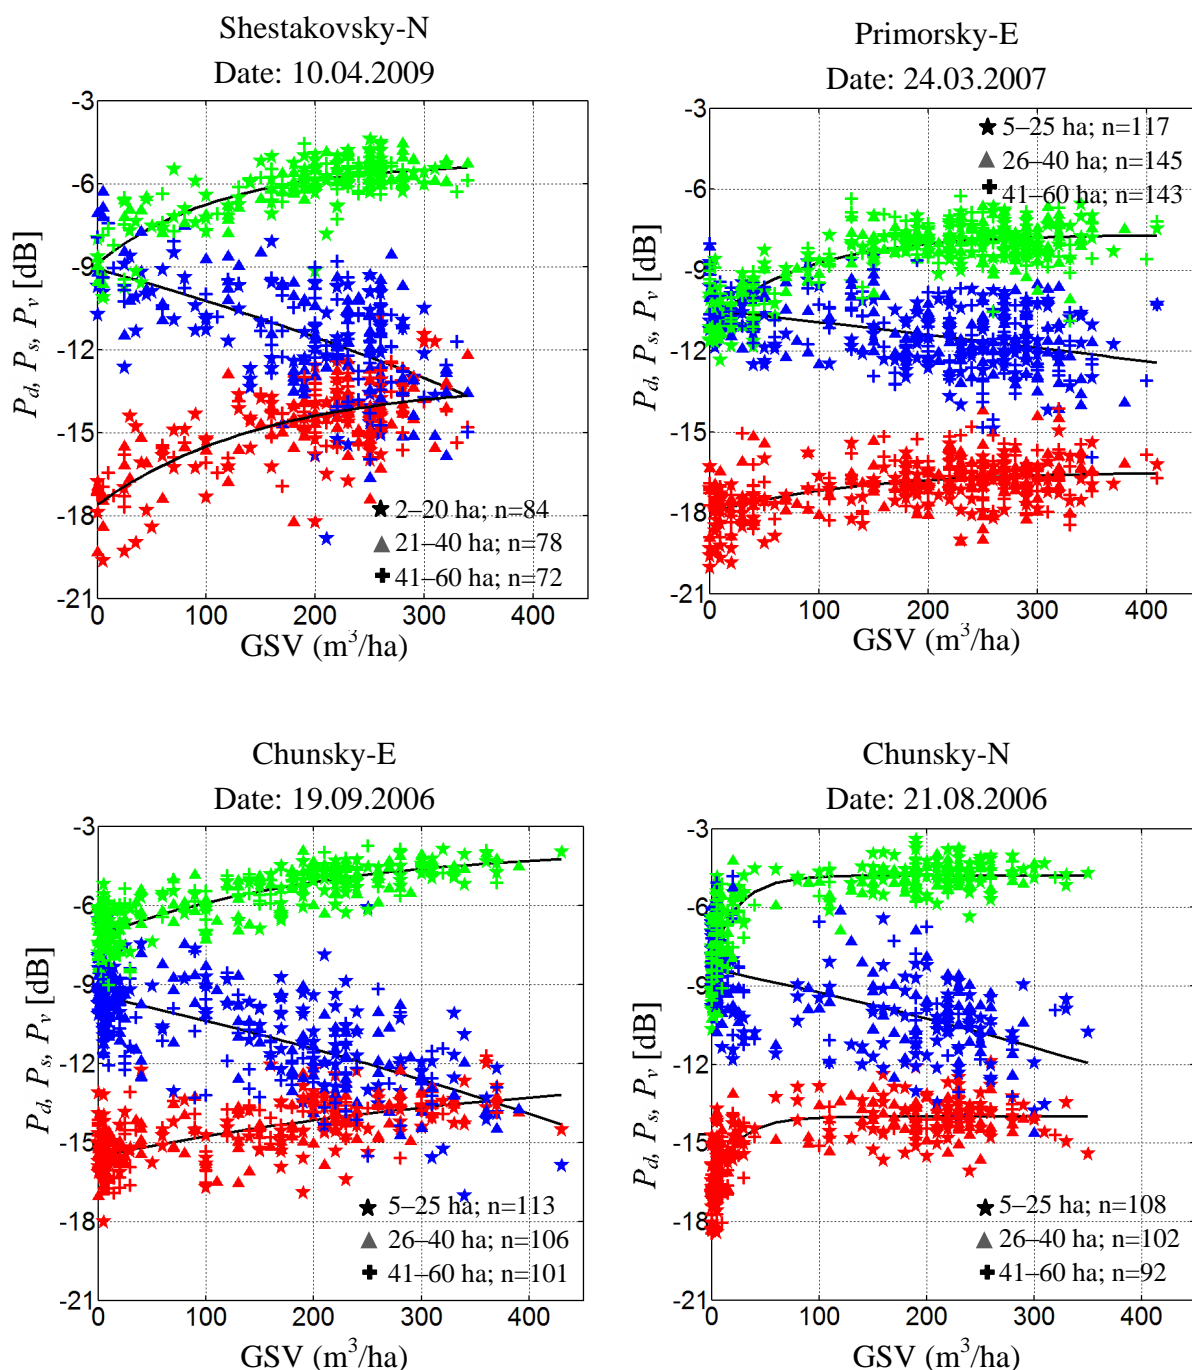 Shestakovsky-N
Date: 10.04.2009
-3
-6
-9
-12
-15
-18
-21
P_d, P_s, P_v [dB]
2–20 ha; n=84
21–40 ha; n=78
41–60 ha; n=72
0 100 200 300 400
GSV (m³/ha)
Primorsky-E
Date: 24.03.2007
-3
-6
-9
-12
-15
-18
-21
P_d, P_s, P_v [dB]
5–25 ha; n=117
26–40 ha; n=145
41–60 ha; n=143
0 100 200 300 400
GSV (m³/ha)
Chunsky-E
Date: 19.09.2006
-3
-6
-9
-12
-15
-18
-21
P_d, P_s, P_v [dB]
5–25 ha; n=113
26–40 ha; n=106
41–60 ha; n=101
0 100 200 300 400
GSV (m³/ha)
Chunsky-N
Date: 21.08.2006
-3
-6
-9
-12
-15
-18
-21
P_d, P_s, P_v [dB]
5–25 ha; n=108
26–40 ha; n=102
41–60 ha; n=92
0 100 200 300 400
GSV (m³/ha)